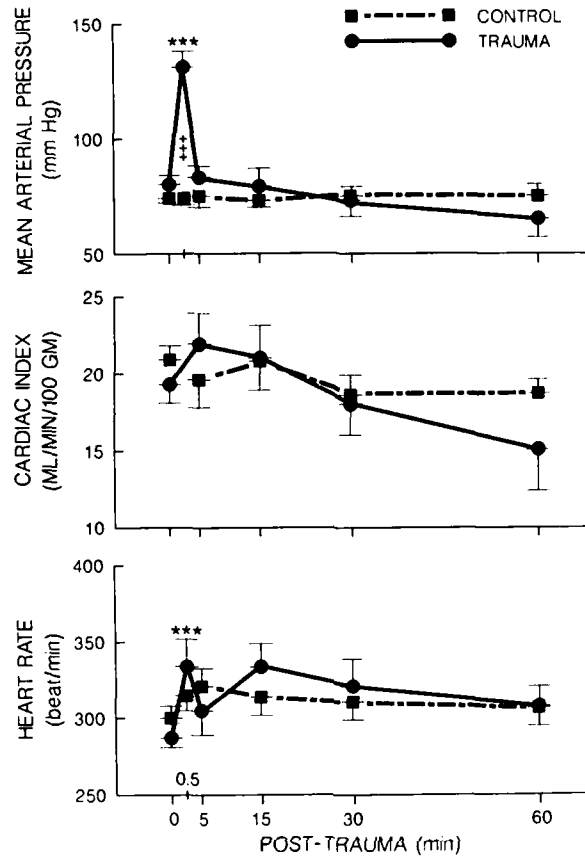 CONTROL
TRAUMA
MEAN ARTERIAL PRESSURE
(mm Hg)
150
100
50
***
+++
CARDIAC INDEX
(ML/MIN/100 GM)
25
20
15
10
HEART RATE
(beat/min)
400
350
300
250
***
0.5
0 5 15 30 60
POST-TRAUMA (min)